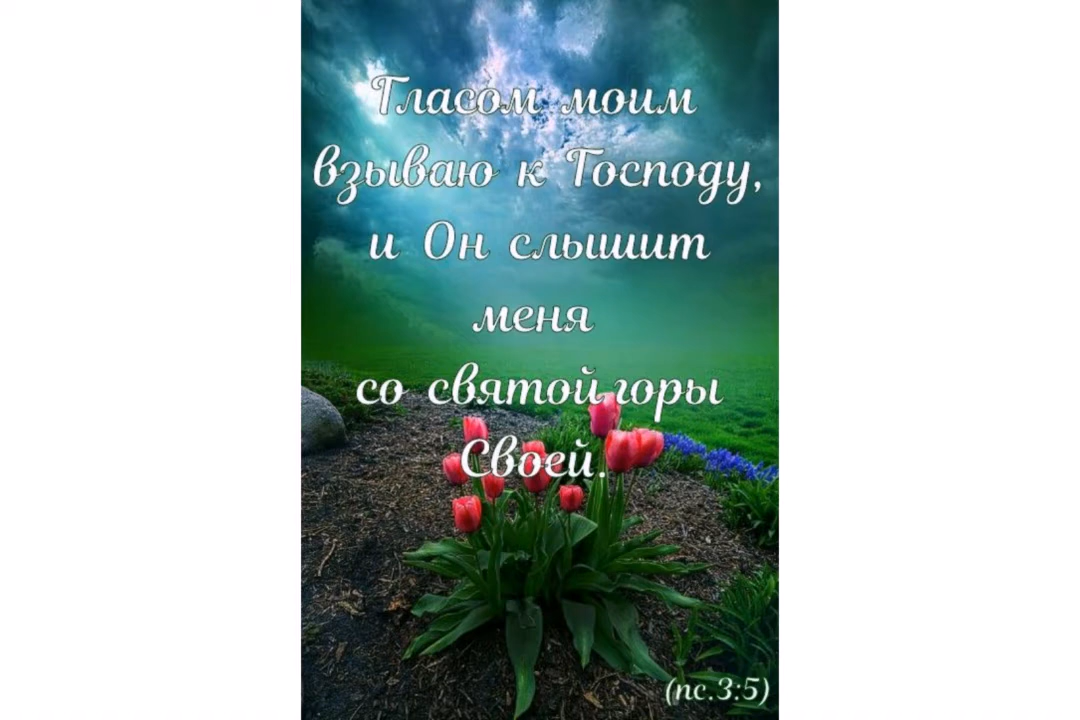 Гласом моим
взываю к Господу,
и Он слышит
меня
со святой горы
Своей.
(пс.3:5)